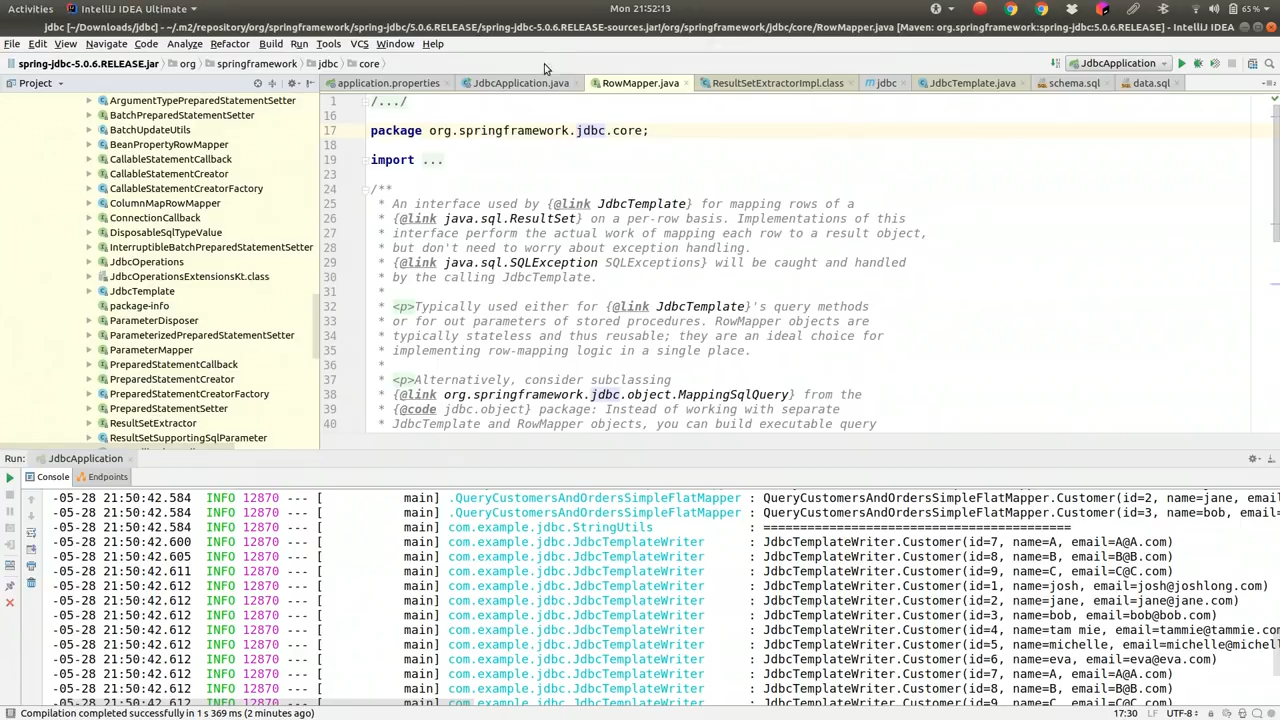 Activities IntelliJ IDEA Ultimate Mon 21:52:13 65 %
jdbc [~/Downloads/jdbc] - ~/.m2/repository/org/springframework/spring-jdbc/5.0.6.RELEASE/spring-jdbc-5.0.6.RELEASE-sources.jar!/org/springframework/jdbc/core/RowMapper.java [Maven: org.springframework:spring-jdbc:5.0.6.RELEASE] - IntelliJ IDEA
File Edit View Navigate Code Analyze Refactor Build Run Tools VCS Window Help
spring-jdbc-5.0.6.RELEASE.jar org springframework jdbc core JdbcApplication
Project application.properties JdbcApplication.java RowMapper.java ResultSetExtractorImpl.class jdbc JdbcTemplate.java schema.sql data.sql
ArgumentTypePreparedStatementSetter
BatchPreparedStatementSetter
BatchUpdateUtils
BeanPropertyRowMapper
CallableStatementCallback
CallableStatementCreator
CallableStatementCreatorFactory
ColumnMapRowMapper
ConnectionCallback
DisposableSqlTypeValue
InterruptibleBatchPreparedStatementSetter
JdbcOperations
JdbcOperationsExtensionsKt.class
JdbcTemplate
package-info
ParameterDisposer
ParameterizedPreparedStatementSetter
ParameterMapper
PreparedStatementCallback
PreparedStatementCreator
PreparedStatementCreatorFactory
PreparedStatementSetter
ResultSetExtractor
ResultSetSupportingSqlParameter
1 /.../
16
17 package org.springframework.jdbc.core;
18
19 import ...
23
24 /**
25 * An interface used by {@link JdbcTemplate} for mapping rows of a
26 * {@link java.sql.ResultSet} on a per-row basis. Implementations of this
27 * interface perform the actual work of mapping each row to a result object,
28 * but don't need to worry about exception handling.
29 * {@link java.sql.SQLException SQLExceptions} will be caught and handled
30 * by the calling JdbcTemplate.
31 *
32 * <p>Typically used either for {@link JdbcTemplate}'s query methods
33 * or for out parameters of stored procedures. RowMapper objects are
34 * typically stateless and thus reusable; they are an ideal choice for
35 * implementing row-mapping logic in a single place.
36 *
37 * <p>Alternatively, consider subclassing
38 * {@link org.springframework.jdbc.object.MappingSqlQuery} from the
39 * {@code jdbc.object} package: Instead of working with separate
40 * JdbcTemplate and RowMapper objects, you can build executable query
Run: JdbcApplication
Console Endpoints
-05-28 21:50:42.584 INFO 12870 --- [ main] .QueryCustomersAndOrdersSimpleFlatMapper : QueryCustomersAndOrdersSimpleFlatMapper.Customer(id=2, name=jane, email=
-05-28 21:50:42.584 INFO 12870 --- [ main] .QueryCustomersAndOrdersSimpleFlatMapper : QueryCustomersAndOrdersSimpleFlatMapper.Customer(id=3, name=bob, email=b
-05-28 21:50:42.584 INFO 12870 --- [ main] com.example.jdbc.StringUtils : ==========================================
-05-28 21:50:42.600 INFO 12870 --- [ main] com.example.jdbc.JdbcTemplateWriter : JdbcTemplateWriter.Customer(id=7, name=A, email=A@A.com)
-05-28 21:50:42.605 INFO 12870 --- [ main] com.example.jdbc.JdbcTemplateWriter : JdbcTemplateWriter.Customer(id=8, name=B, email=B@B.com)
-05-28 21:50:42.611 INFO 12870 --- [ main] com.example.jdbc.JdbcTemplateWriter : JdbcTemplateWriter.Customer(id=9, name=C, email=C@C.com)
-05-28 21:50:42.612 INFO 12870 --- [ main] com.example.jdbc.JdbcTemplateWriter : JdbcTemplateWriter.Customer(id=1, name=josh, email=josh@joshlong.com)
-05-28 21:50:42.612 INFO 12870 --- [ main] com.example.jdbc.JdbcTemplateWriter : JdbcTemplateWriter.Customer(id=2, name=jane, email=jane@jane.com)
-05-28 21:50:42.612 INFO 12870 --- [ main] com.example.jdbc.JdbcTemplateWriter : JdbcTemplateWriter.Customer(id=3, name=bob, email=bob@bob.com)
-05-28 21:50:42.612 INFO 12870 --- [ main] com.example.jdbc.JdbcTemplateWriter : JdbcTemplateWriter.Customer(id=4, name=tam mie, email=tammie@tammie.com
-05-28 21:50:42.612 INFO 12870 --- [ main] com.example.jdbc.JdbcTemplateWriter : JdbcTemplateWriter.Customer(id=5, name=michelle, email=michelle@michell
-05-28 21:50:42.612 INFO 12870 --- [ main] com.example.jdbc.JdbcTemplateWriter : JdbcTemplateWriter.Customer(id=6, name=eva, email=eva@eva.com)
-05-28 21:50:42.612 INFO 12870 --- [ main] com.example.jdbc.JdbcTemplateWriter : JdbcTemplateWriter.Customer(id=7, name=A, email=A@A.com)
-05-28 21:50:42.612 INFO 12870 --- [ main] com.example.jdbc.JdbcTemplateWriter : JdbcTemplateWriter.Customer(id=8, name=B, email=B@B.com)
-05-28 21:50:42.612 INFO 12870 --- [ main] com.example.jdbc.JdbcTemplateWriter : JdbcTemplateWriter.Customer(id=9, name=C, email=C@C.com)
Compilation completed successfully in 1 s 369 ms (2 minutes ago) 17:30 LF UTF-8